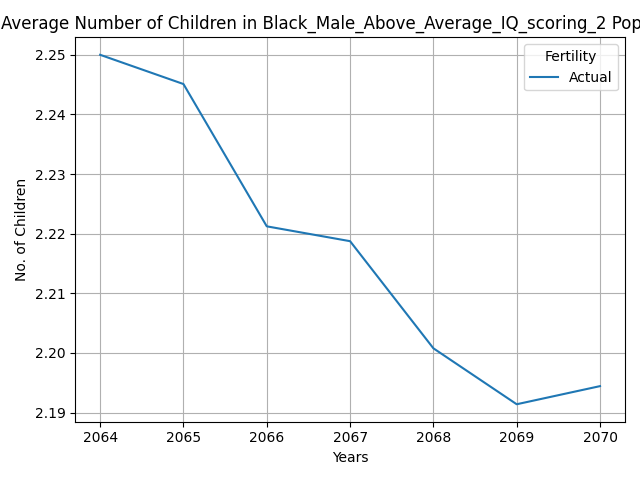 Average Number of Children in Black_Male_Above_Average_IQ_scoring_2 Pop
Fertility
Actual
2.25
2.24
2.23
2.22
2.21
2.20
2.19
No. of Children
2064 2065 2066 2067 2068 2069 2070
Years